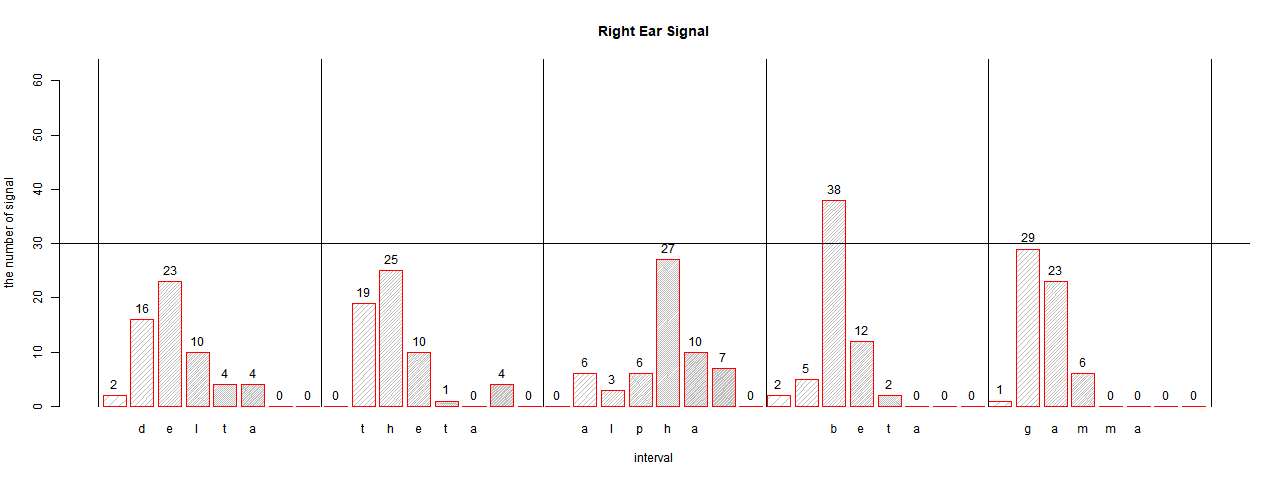 Right Ear Signal
the number of signal
60
50
40
30
20
10
0
2 16 23 10 4 4 0 0 0 19 25 10 1 0 4 0 0 6 3 6 27 10 7 0 2 5 38 12 2 0 0 0 1 29 23 6 0 0 0 0
d e l t a t h e t a a l p h a b e t a g a m m a
interval